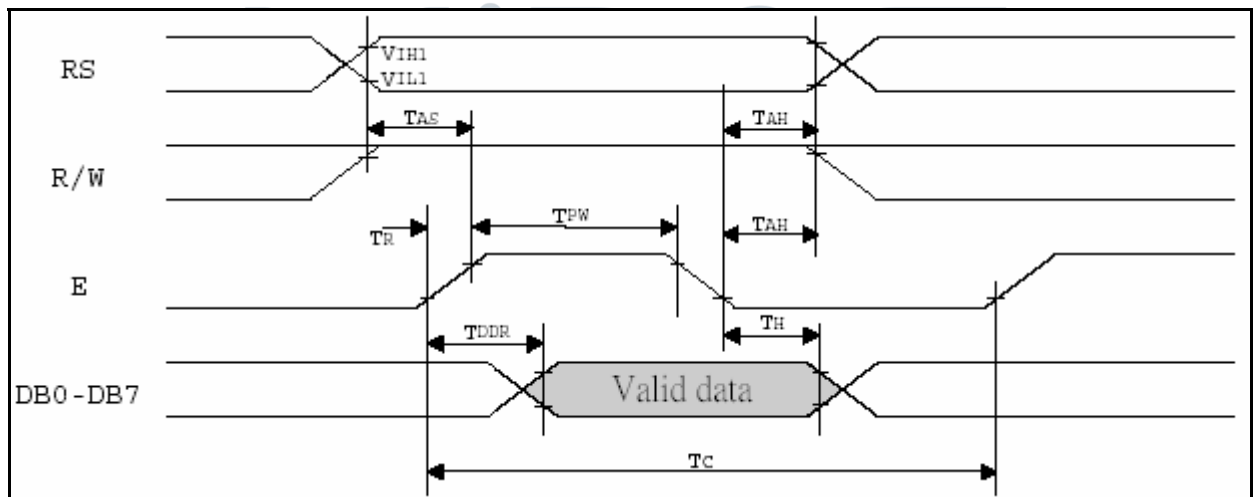 RS
VIH1
VIL1
TAS
TAH
R/W
TPW
TAH
TR
E
TDDR
TH
DB0-DB7
Valid data
TC